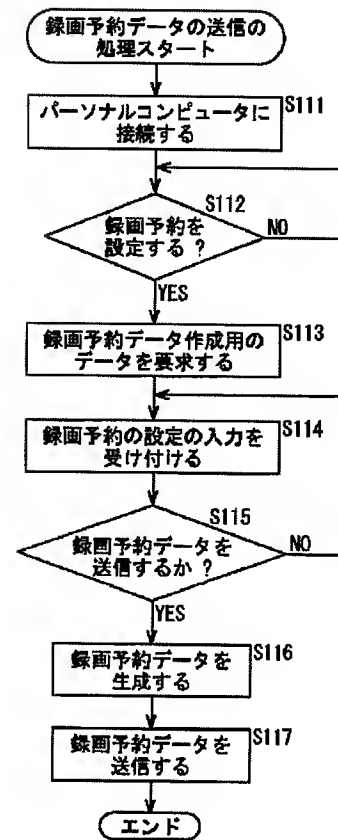 録画予約データの送信の
処理スタート
S111
パーソナルコンピュータに
接続する
S112
録画予約を
設定する ?
NO
YES
S113
録画予約データ作成用の
データを要求する
S114
録画予約の設定の入力を
受け付ける
S115
録画予約データを
送信するか ?
NO
YES
S116
録画予約データを
生成する
S117
録画予約データを
送信する
エンド